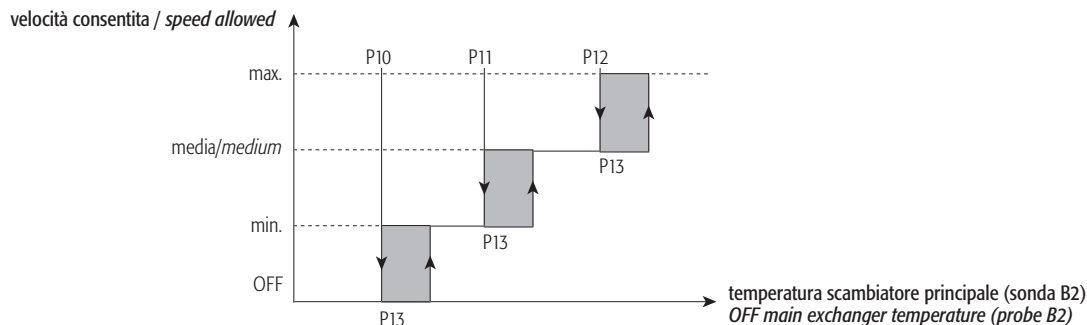 velocità consentita / speed allowed
P10 P11 P12
max.
media/medium
P13
min.
P13
OFF
P13
temperatura scambiatore principale (sonda B2)
OFF main exchanger temperature (probe B2)